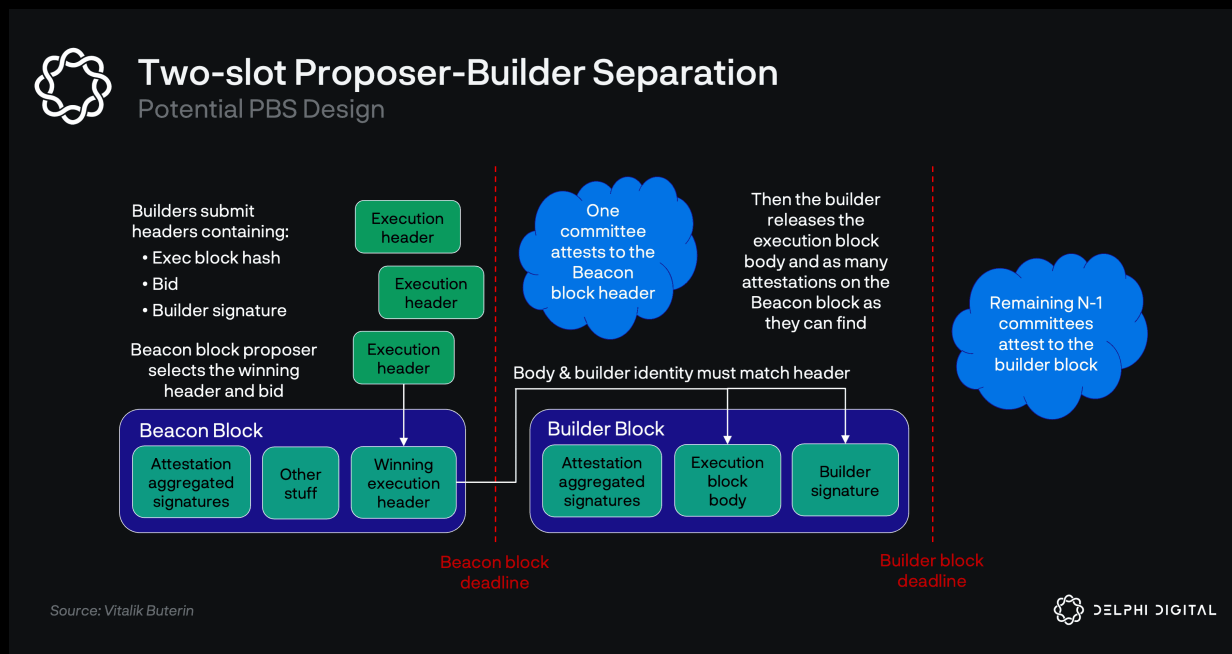 Two-slot Proposer-Builder Separation
Potential PBS Design
Builders submit
headers containing:
• Exec block hash
• Bid
• Builder signature
Beacon block proposer
selects the winning
header and bid
Execution
header
Execution
header
Execution
header
One
committee
attests to the
Beacon
block header
Then the builder
releases the
execution block
body and as many
attestations on the
Beacon block as
they can find
Remaining N-1
committees
attest to the
builder block
Body & builder identity must match header
Beacon Block
Attestation
aggregated
signatures
Other
stuff
Winning
execution
header
Builder Block
Attestation
aggregated
signatures
Execution
block
body
Builder
signature
Beacon block
deadline
Builder block
deadline
Source: Vitalik Buterin
DELPHI DIGITAL